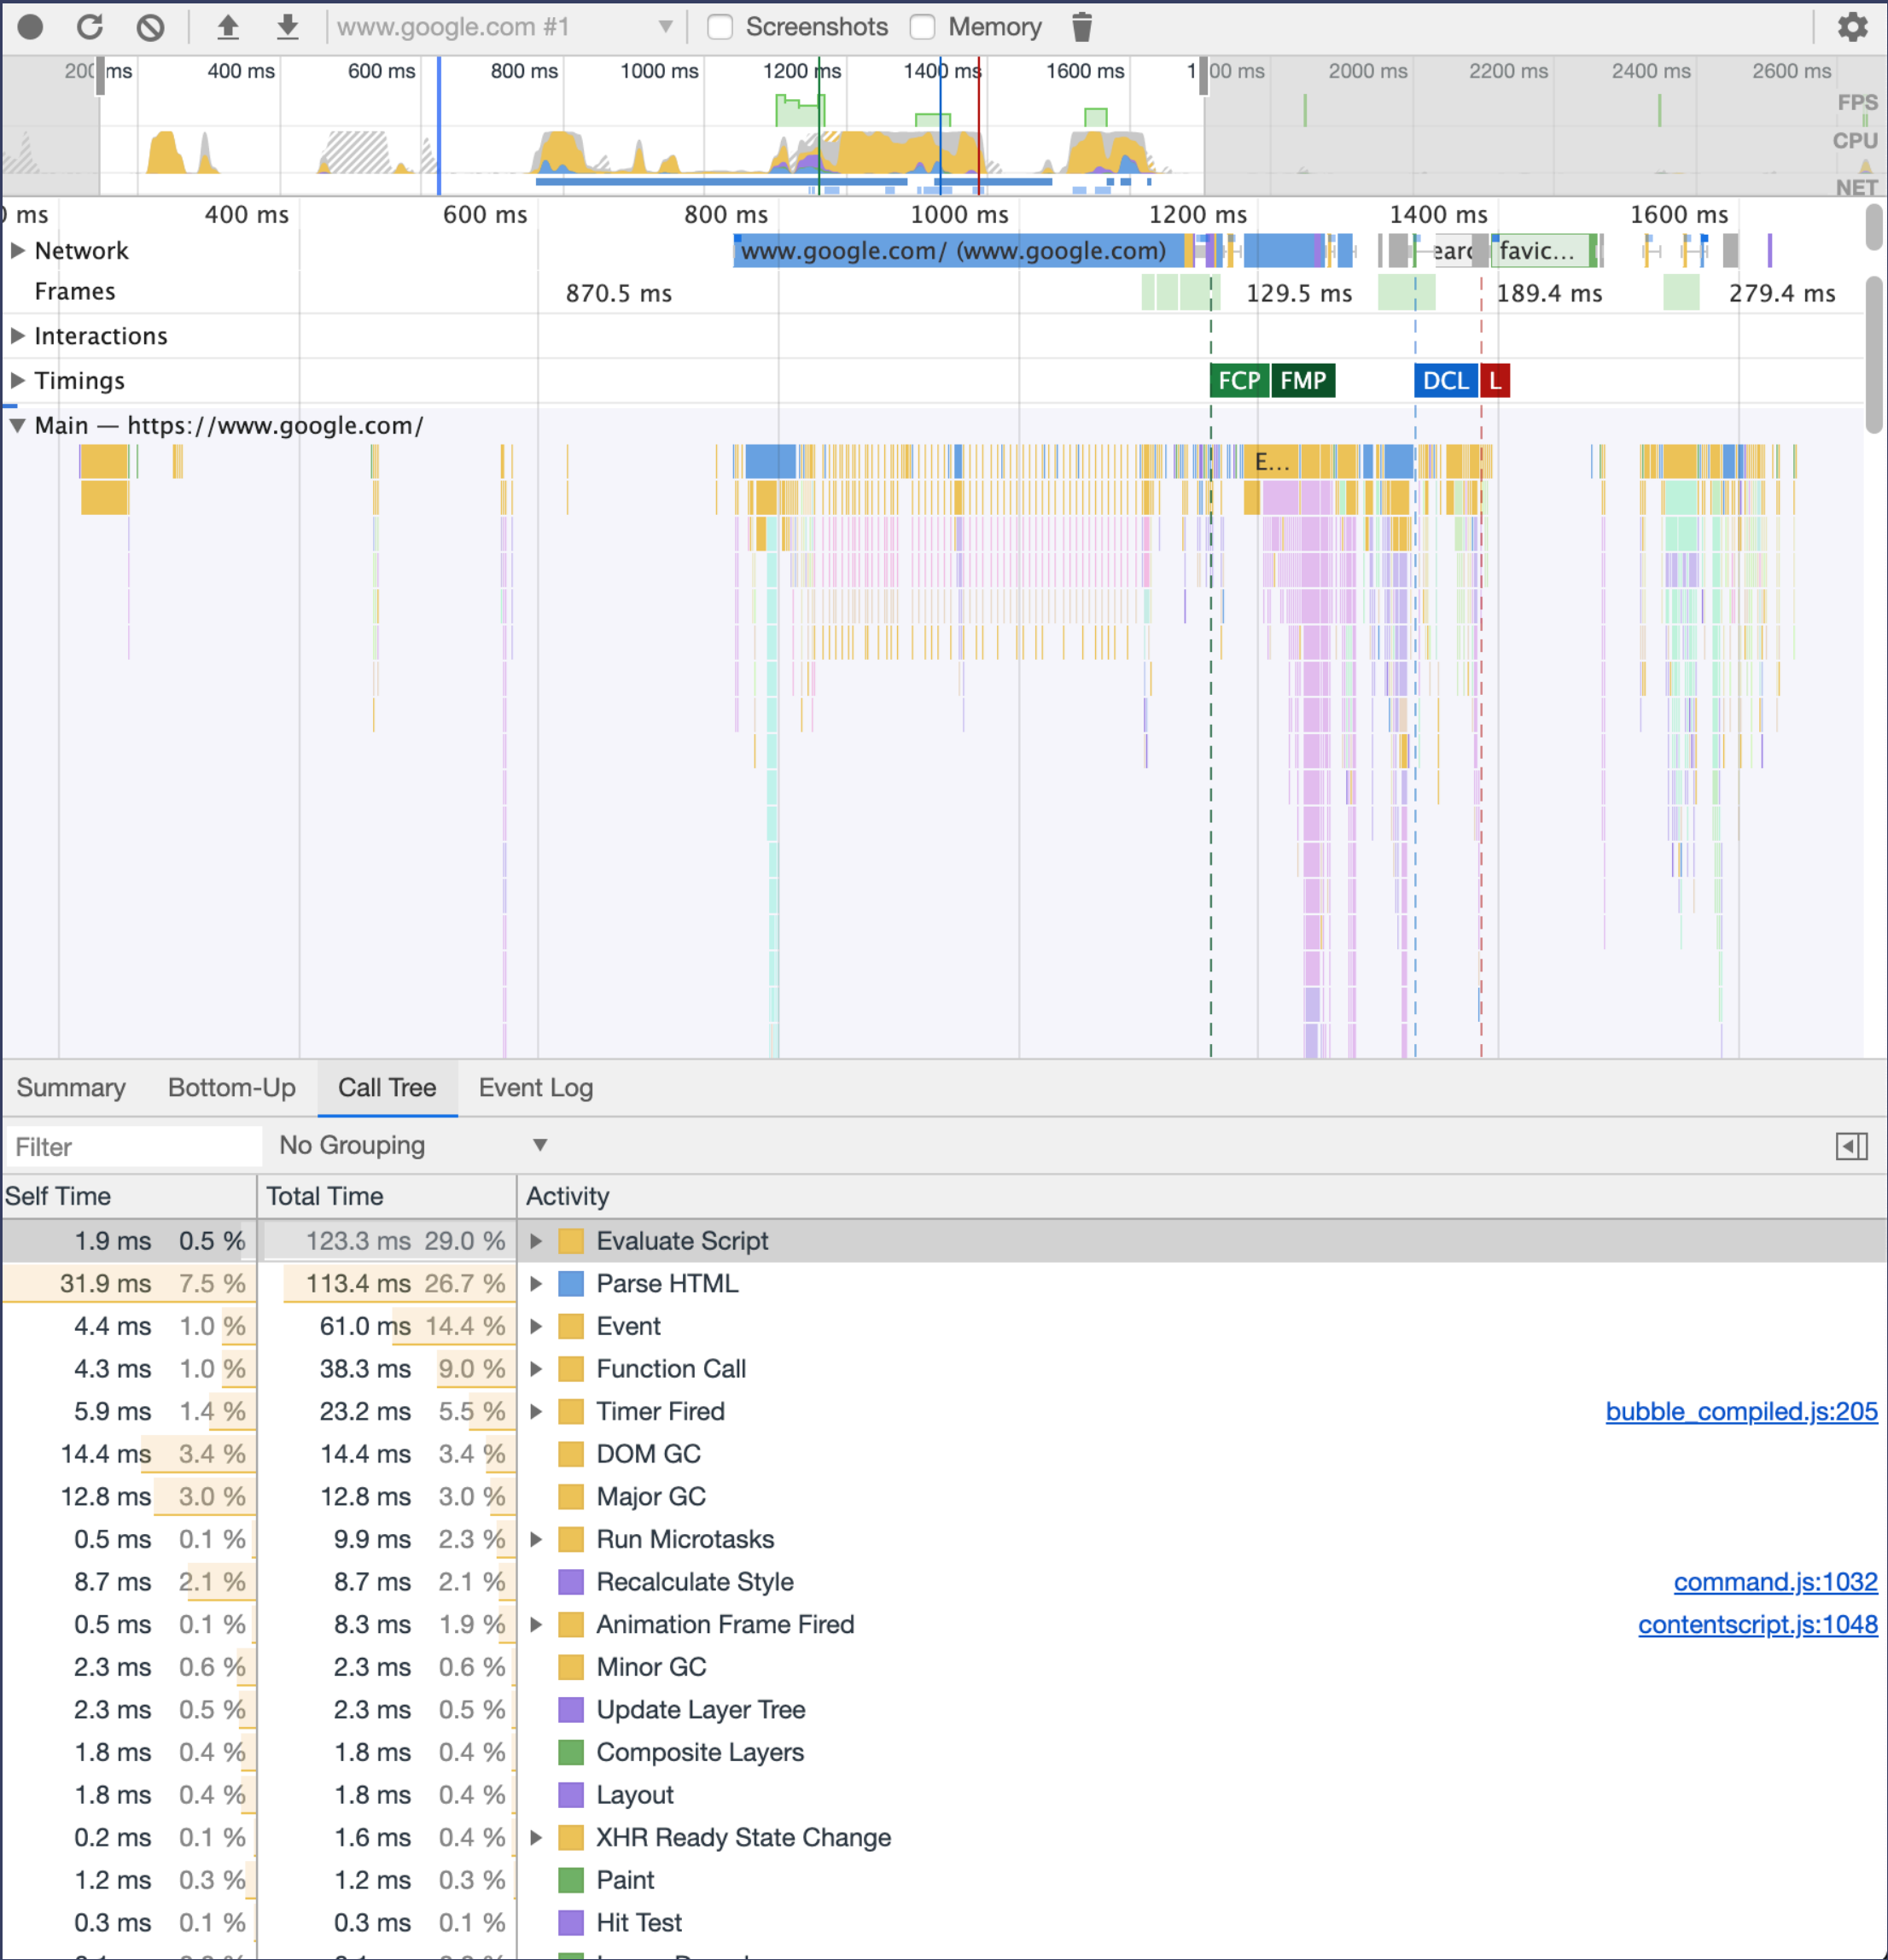 www.google.com #1 Screenshots Memory
200 ms 400 ms 600 ms 800 ms 1000 ms 1200 ms 1400 ms 1600 ms 00 ms 2000 ms 2200 ms 2400 ms 2600 ms
FPS
CPU
NET
0 ms 400 ms 600 ms 800 ms 1000 ms 1200 ms 1400 ms 1600 ms
Network www.google.com/ (www.google.com) earc favic...
Frames 870.5 ms 129.5 ms 189.4 ms 279.4 ms
Interactions
Timings FCP FMP DCL L
Main — https://www.google.com/
E...
Summary Bottom-Up Call Tree Event Log
Filter No Grouping
Self Time Total Time Activity
1.9 ms 0.5 % 123.3 ms 29.0 % Evaluate Script
31.9 ms 7.5 % 113.4 ms 26.7 % Parse HTML
4.4 ms 1.0 % 61.0 ms 14.4 % Event
4.3 ms 1.0 % 38.3 ms 9.0 % Function Call
5.9 ms 1.4 % 23.2 ms 5.5 % Timer Fired bubble_compiled.js:205
14.4 ms 3.4 % 14.4 ms 3.4 % DOM GC
12.8 ms 3.0 % 12.8 ms 3.0 % Major GC
0.5 ms 0.1 % 9.9 ms 2.3 % Run Microtasks
8.7 ms 2.1 % 8.7 ms 2.1 % Recalculate Style command.js:1032
0.5 ms 0.1 % 8.3 ms 1.9 % Animation Frame Fired contentscript.js:1048
2.3 ms 0.6 % 2.3 ms 0.6 % Minor GC
2.3 ms 0.5 % 2.3 ms 0.5 % Update Layer Tree
1.8 ms 0.4 % 1.8 ms 0.4 % Composite Layers
1.8 ms 0.4 % 1.8 ms 0.4 % Layout
0.2 ms 0.1 % 1.6 ms 0.4 % XHR Ready State Change
1.2 ms 0.3 % 1.2 ms 0.3 % Paint
0.3 ms 0.1 % 0.3 ms 0.1 % Hit Test